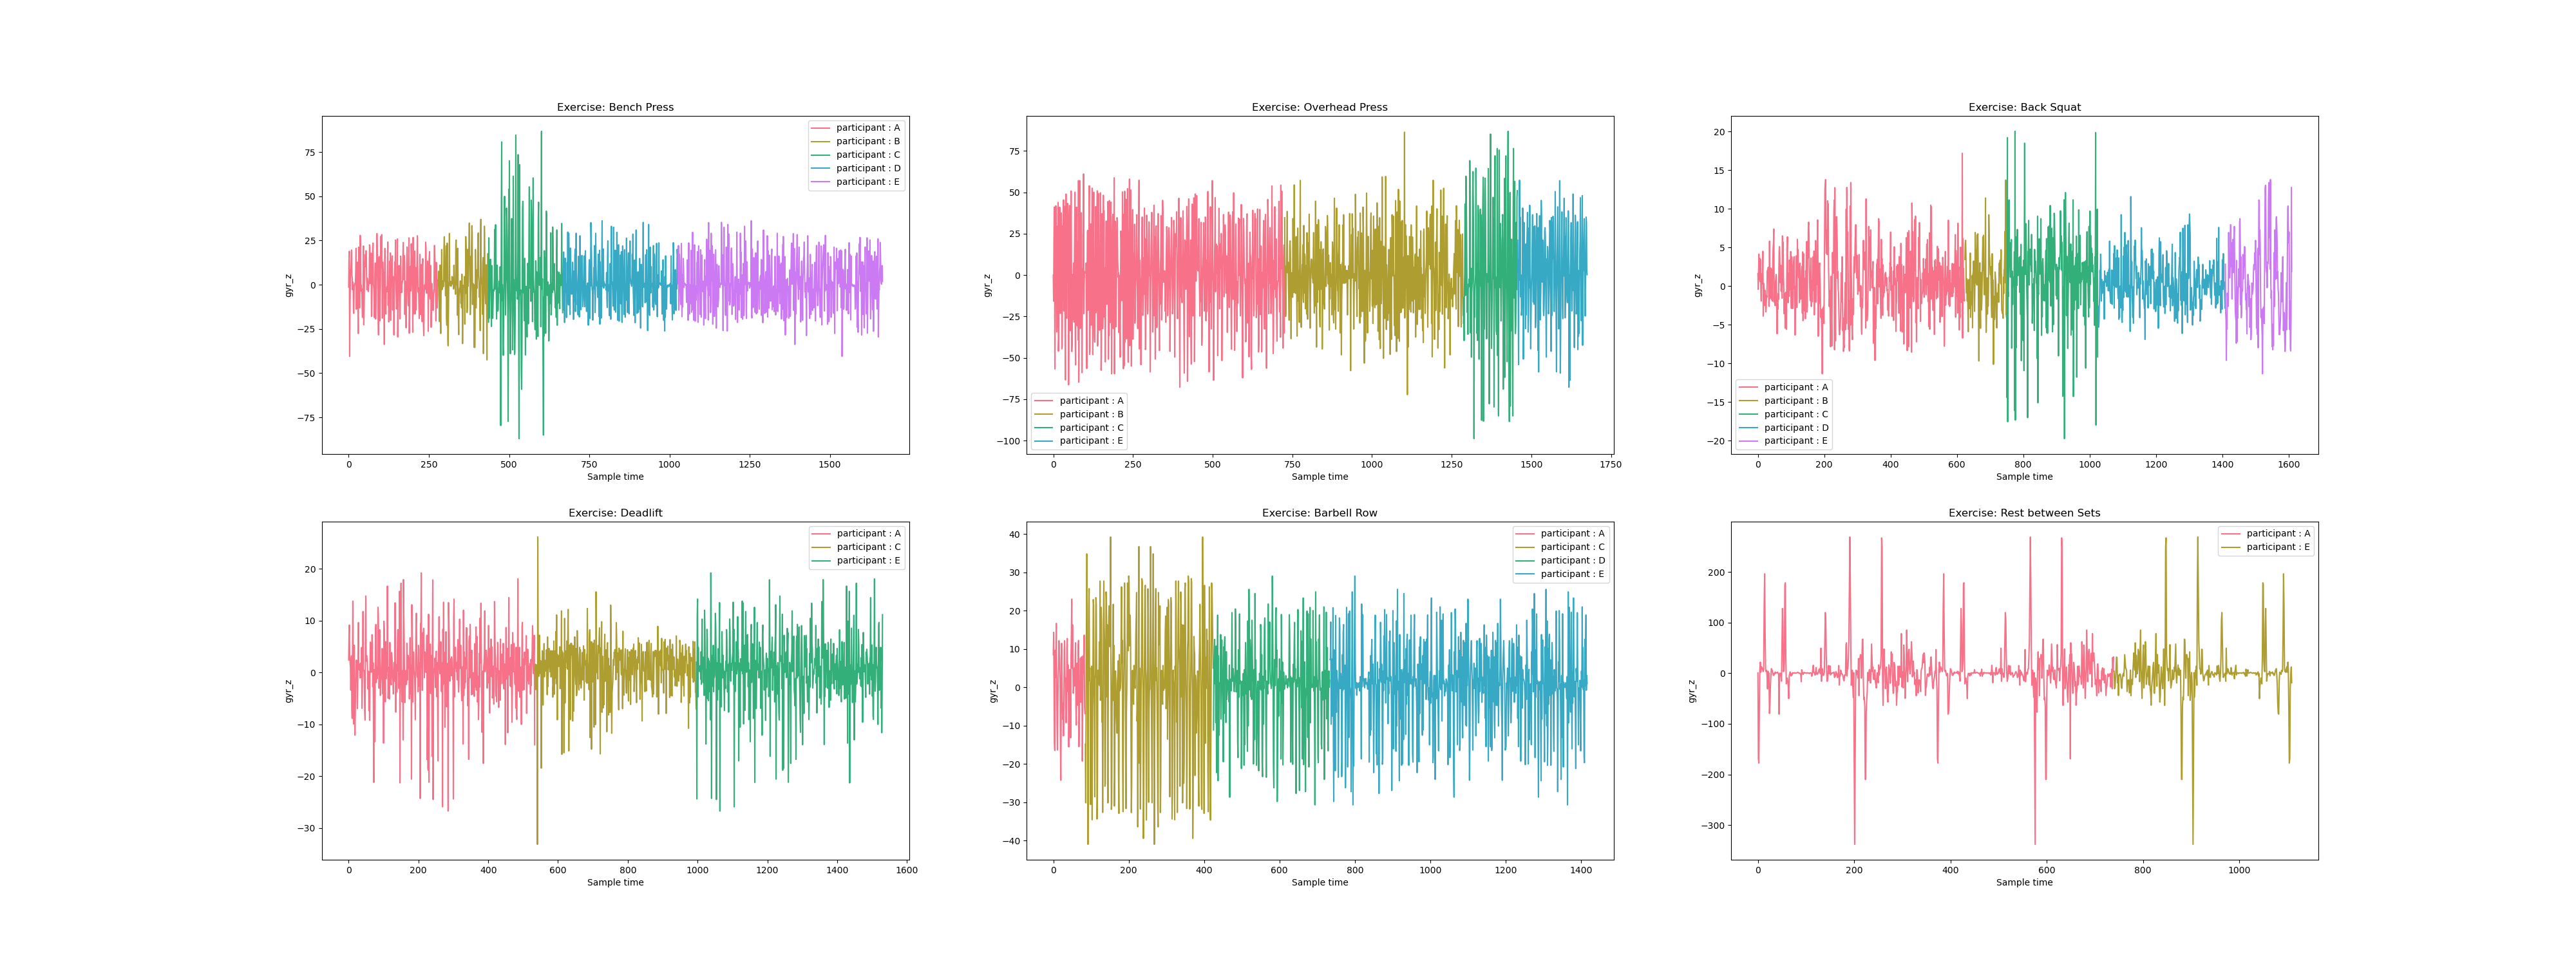 Exercise: Bench Press
75
50
25
0
−25
−50
−75
gyr_z
participant : A
participant : B
participant : C
participant : D
participant : E
0 250 500 750 1000 1250 1500
Sample time
Exercise: Overhead Press
75
50
25
0
−25
−50
−75
−100
gyr_z
participant : A
participant : B
participant : C
participant : E
0 250 500 750 1000 1250 1500 1750
Sample time
Exercise: Back Squat
20
15
10
5
0
−5
−10
−15
−20
gyr_z
participant : A
participant : B
participant : C
participant : D
participant : E
0 200 400 600 800 1000 1200 1400 1600
Sample time
Exercise: Deadlift
20
10
0
−10
−20
−30
gyr_z
participant : A
participant : C
participant : E
0 200 400 600 800 1000 1200 1400 1600
Sample time
Exercise: Barbell Row
40
30
20
10
0
−10
−20
−30
−40
gyr_z
participant : A
participant : C
participant : D
participant : E
0 200 400 600 800 1000 1200 1400
Sample time
Exercise: Rest between Sets
200
100
0
−100
−200
−300
gyr_z
participant : A
participant : E
0 200 400 600 800 1000
Sample time